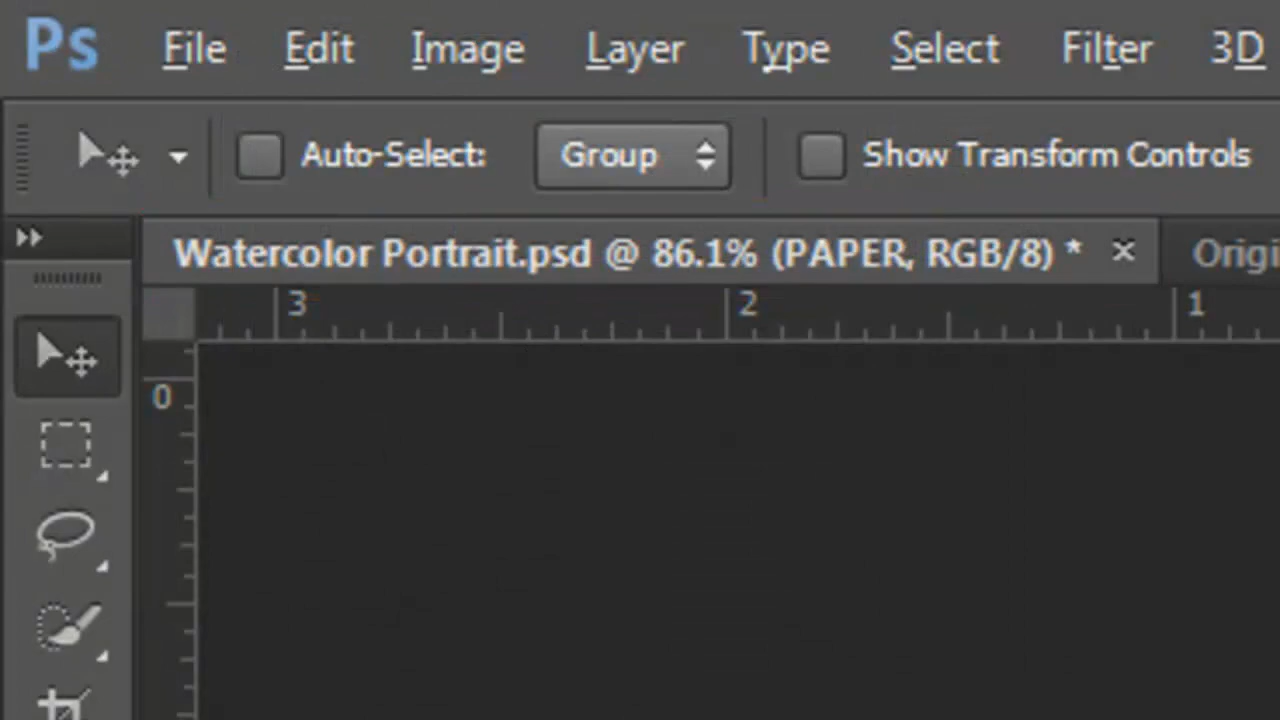 Ps File Edit Image Layer Type Select Filter 3D
Auto-Select: Group Show Transform Controls
Watercolor Portrait.psd @ 86.1% (PAPER, RGB/8) * × Origi
3 2 1
0